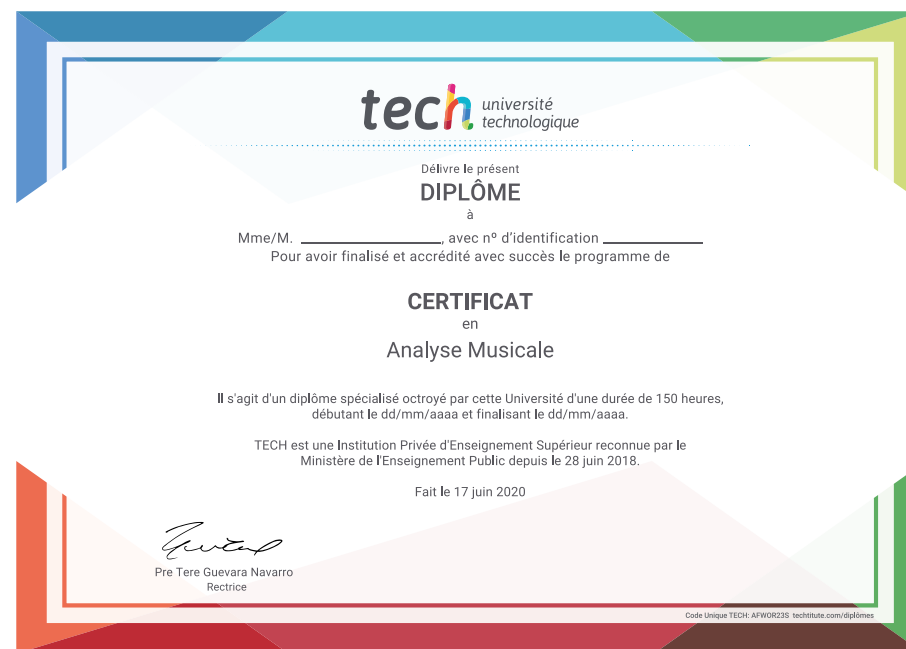 tech université
technologique
Délivre le présent
DIPLÔME
à
Mme/M. ____________________, avec nº d'identification ______________
Pour avoir finalisé et accrédité avec succès le programme de
CERTIFICAT
en
Analyse Musicale
Il s'agit d'un diplôme spécialisé octroyé par cette Université d'une durée de 150 heures,
débutant le dd/mm/aaaa et finalisant le dd/mm/aaaa.
TECH est une Institution Privée d'Enseignement Supérieur reconnue par le
Ministère de l'Enseignement Public depuis le 28 juin 2018.
Fait le 17 juin 2020
Pre Tere Guevara Navarro
Rectrice
Code Unique TECH: AFWOR23S techtitute.com/diplômes